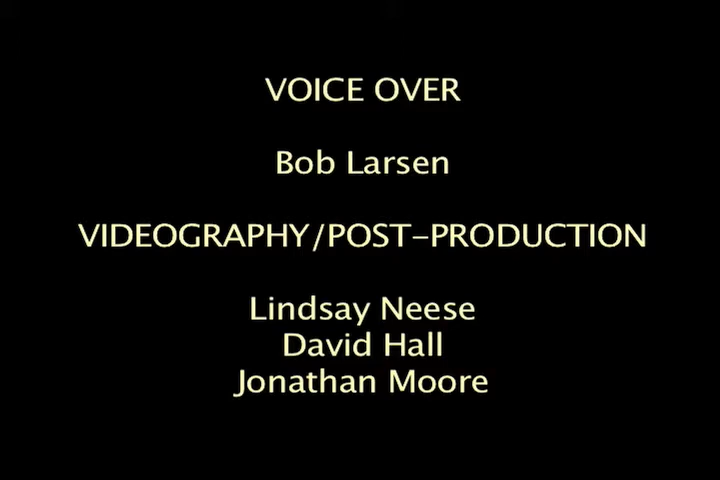 VOICE OVER
Bob Larsen
VIDEOGRAPHY/POST-PRODUCTION
Lindsay Neese
David Hall
Jonathan Moore